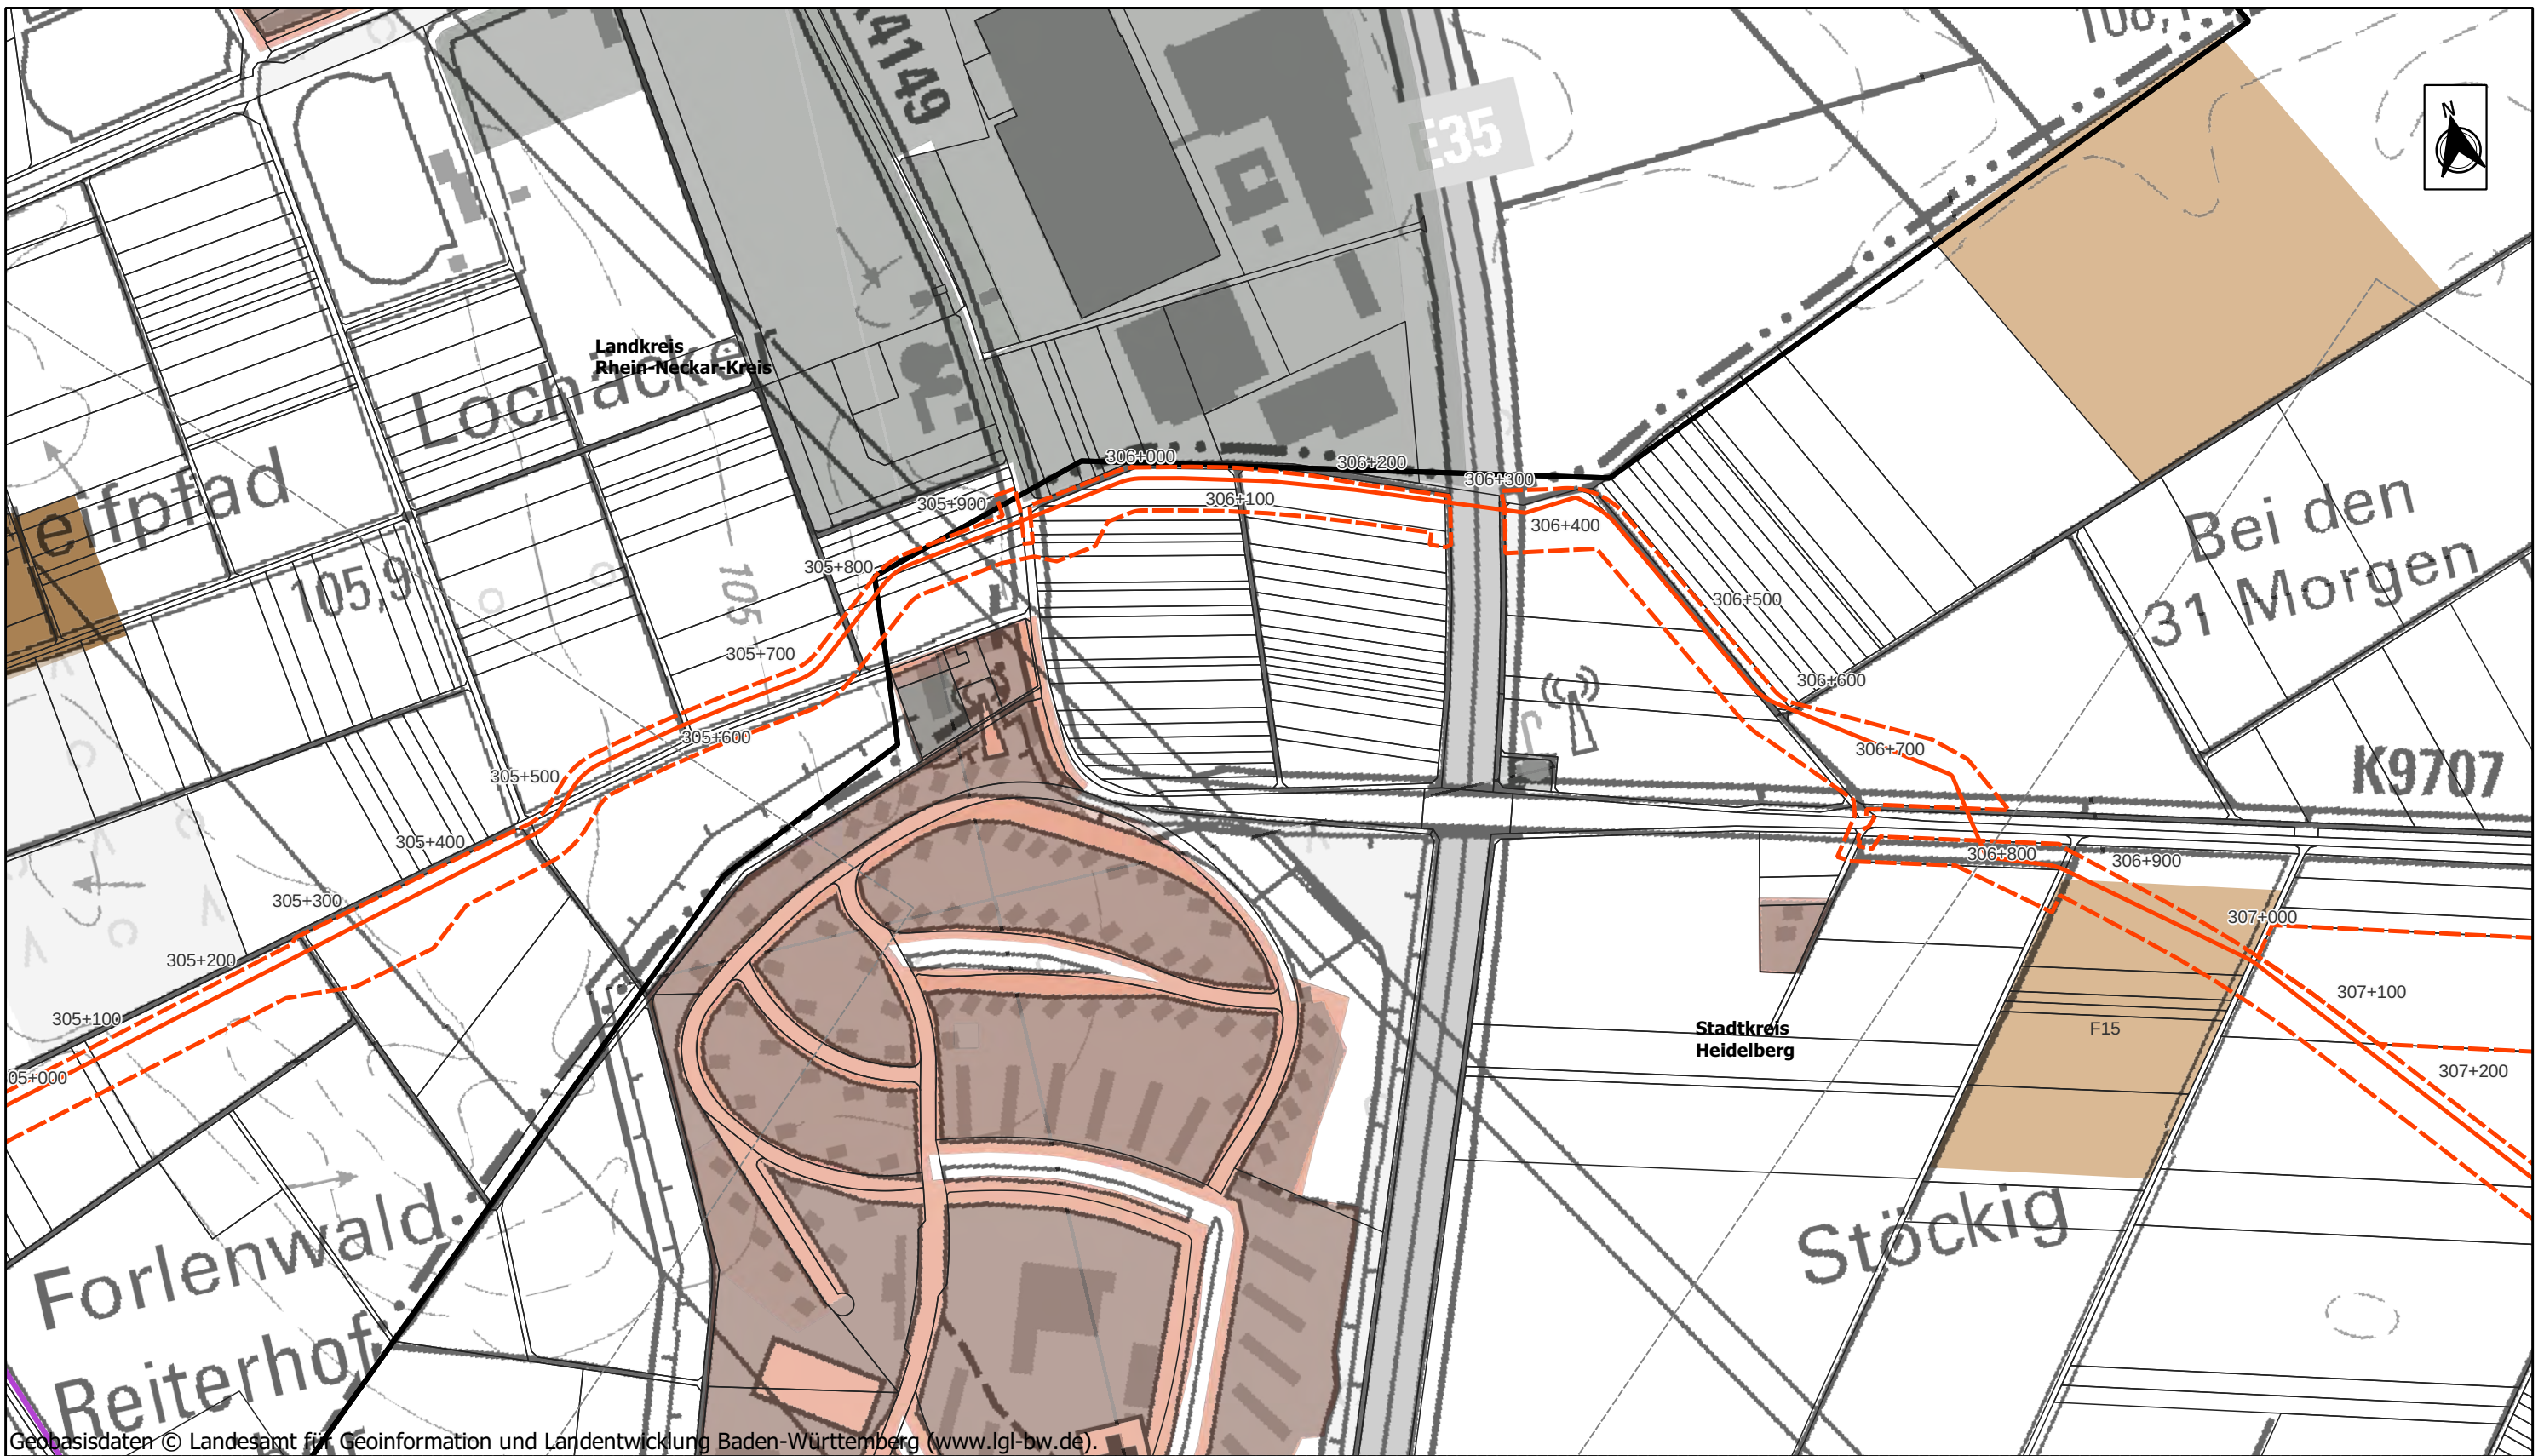 K4149
E35
N
Landkreis
Rhein-Neckar-Kreis
Lochäcker
105,9
105
306+000
306+200
306+300
305+900
306+100
306+400
305+800
305+700
305+600
305+500
305+400
305+300
305+200
305+100
306+500
306+600
306+700
306+800
306+900
307+000
307+100
307+200
Bei den
31 Morgen
K9707
F15
Stadtkreis
Heidelberg
Stöckig
Forlenwald
Reiterhof
Geobasisdaten © Landesamt für Geoinformation und Landentwicklung Baden-Württemberg (www.lgl-bw.de).